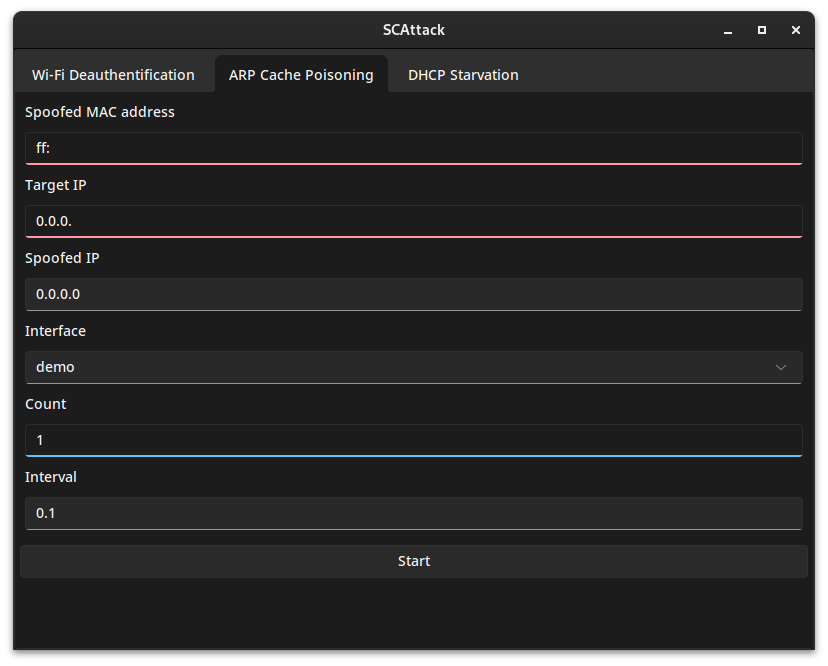 SCAttack
Wi-Fi Deauthentification ARP Cache Poisoning DHCP Starvation
Spoofed MAC address
ff:
Target IP
0.0.0.
Spoofed IP
0.0.0.0
Interface
demo
Count
1
Interval
0.1
Start